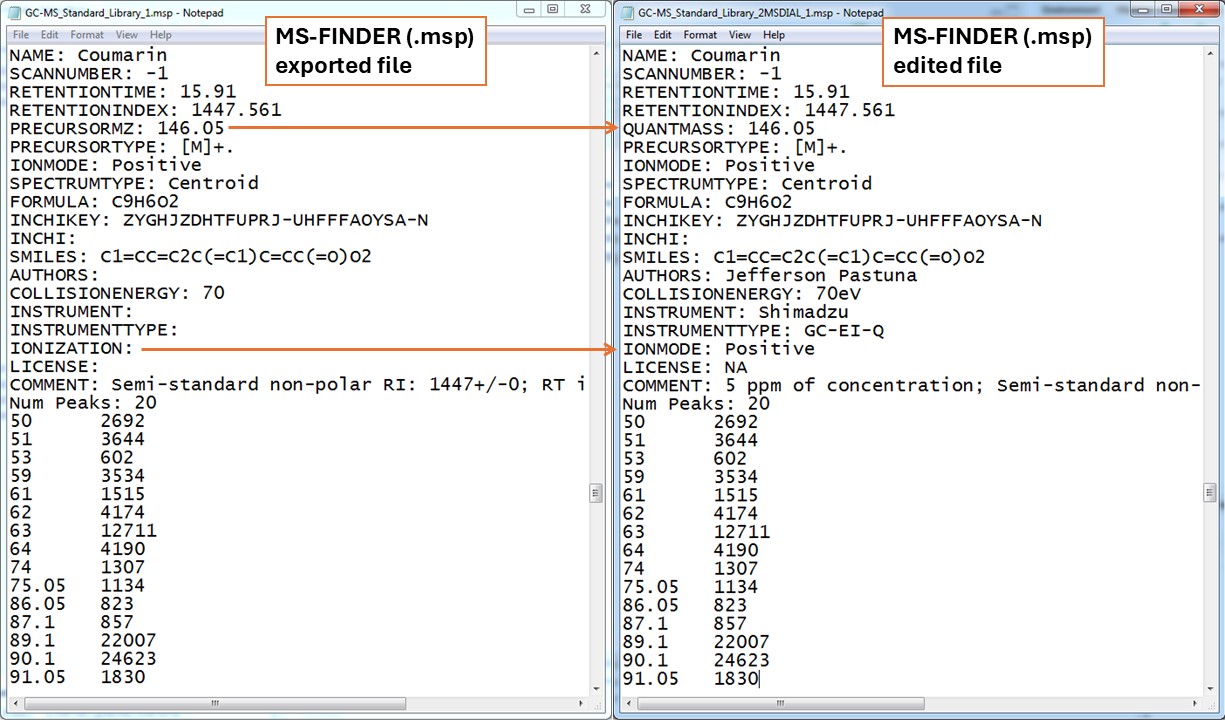 GC-MS_Standard_Library_1.msp - Notepad
File Edit Format View Help
MS-FINDER (.msp)
exported file
NAME: Coumarin
SCANNUMBER: -1
RETENTIONTIME: 15.91
RETENTIONINDEX: 1447.561
PRECURSORMZ: 146.05
PRECURSORTYPE: [M]+.
IONMODE: Positive
SPECTRUMTYPE: Centroid
FORMULA: C9H6O2
INCHIKEY: ZYGHJZDHTFUPRJ-UHFFFAOYSA-N
INCHI:
SMILES: C1=CC=C2C(=C1)C=CC(=O)O2
AUTHORS:
COLLISIONENERGY: 70
INSTRUMENT:
INSTRUMENTTYPE:
IONIZATION:
LICENSE:
COMMENT: Semi-standard non-polar RI: 1447+/-0; RT i
Num Peaks: 20
50 2692
51 3644
53 602
59 3534
61 1515
62 4174
63 12711
64 4190
74 1307
75.05 1134
86.05 823
87.1 857
89.1 22007
90.1 24623
91.05 1830
GC-MS_Standard_Library_2MSDIAL_1.msp - Notepad
File Edit Format View Help
MS-FINDER (.msp)
edited file
NAME: Coumarin
SCANNUMBER: -1
RETENTIONTIME: 15.91
RETENTIONINDEX: 1447.561
QUANTMASS: 146.05
PRECURSORTYPE: [M]+.
IONMODE: Positive
SPECTRUMTYPE: Centroid
FORMULA: C9H6O2
INCHIKEY: ZYGHJZDHTFUPRJ-UHFFFAOYSA-N
INCHI:
SMILES: C1=CC=C2C(=C1)C=CC(=O)O2
AUTHORS: Jefferson Pastuna
COLLISIONENERGY: 70eV
INSTRUMENT: Shimadzu
INSTRUMENTTYPE: GC-EI-Q
IONMODE: Positive
LICENSE: NA
COMMENT: 5 ppm of concentration; Semi-standard non-
Num Peaks: 20
50 2692
51 3644
53 602
59 3534
61 1515
62 4174
63 12711
64 4190
74 1307
75.05 1134
86.05 823
87.1 857
89.1 22007
90.1 24623
91.05 1830